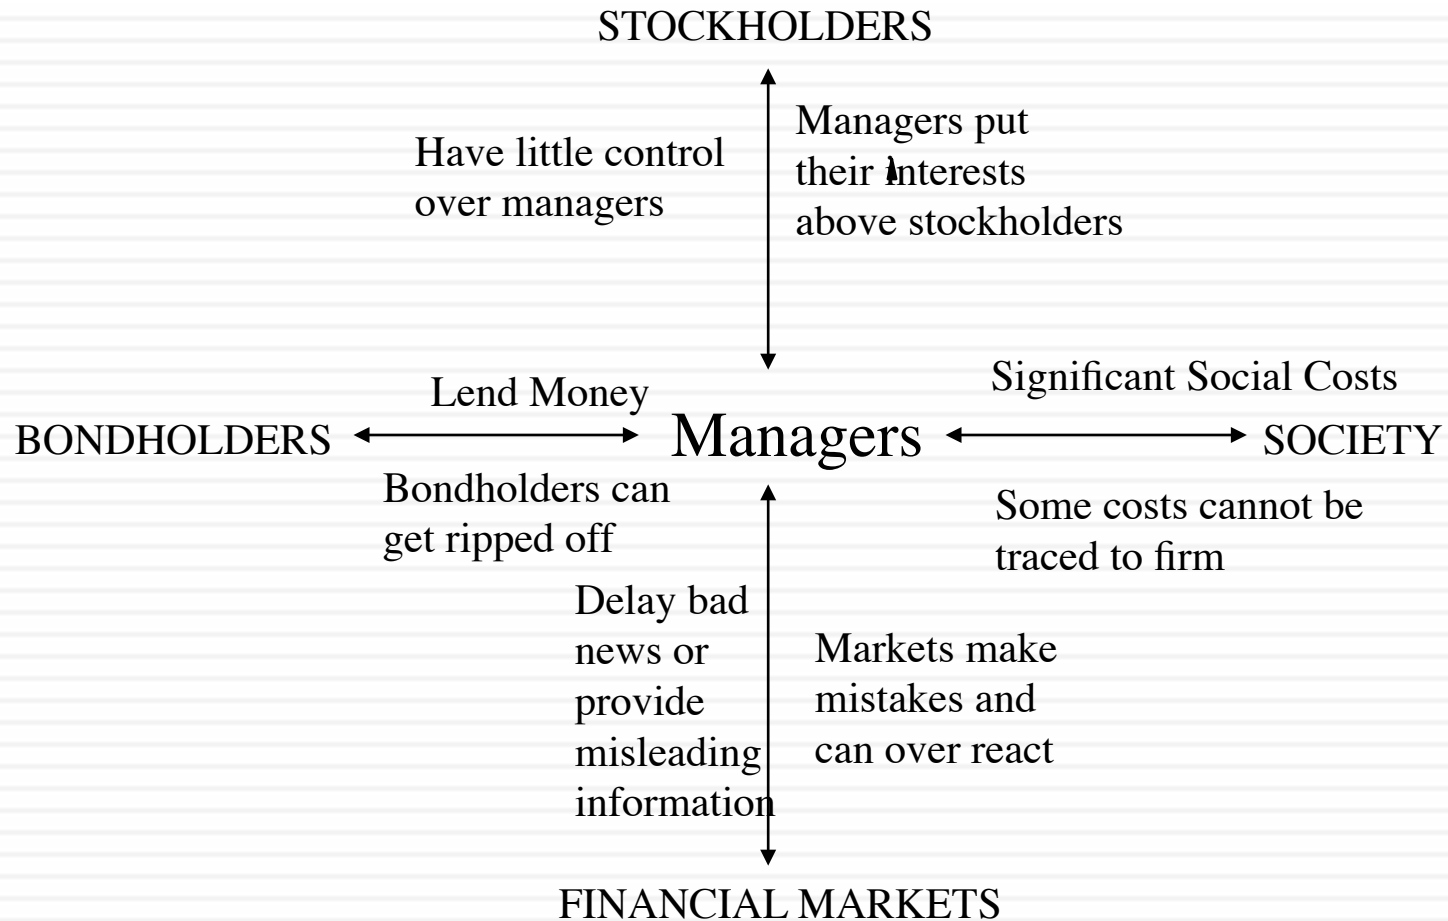 STOCKHOLDERS
Have little control
over managers
Managers put
their interests
above stockholders
Lend Money
Significant Social Costs
BONDHOLDERS
Managers
SOCIETY
Bondholders can
get ripped off
Some costs cannot be
traced to firm
Delay bad
news or
provide
misleading
information
Markets make
mistakes and
can over react
FINANCIAL MARKETS